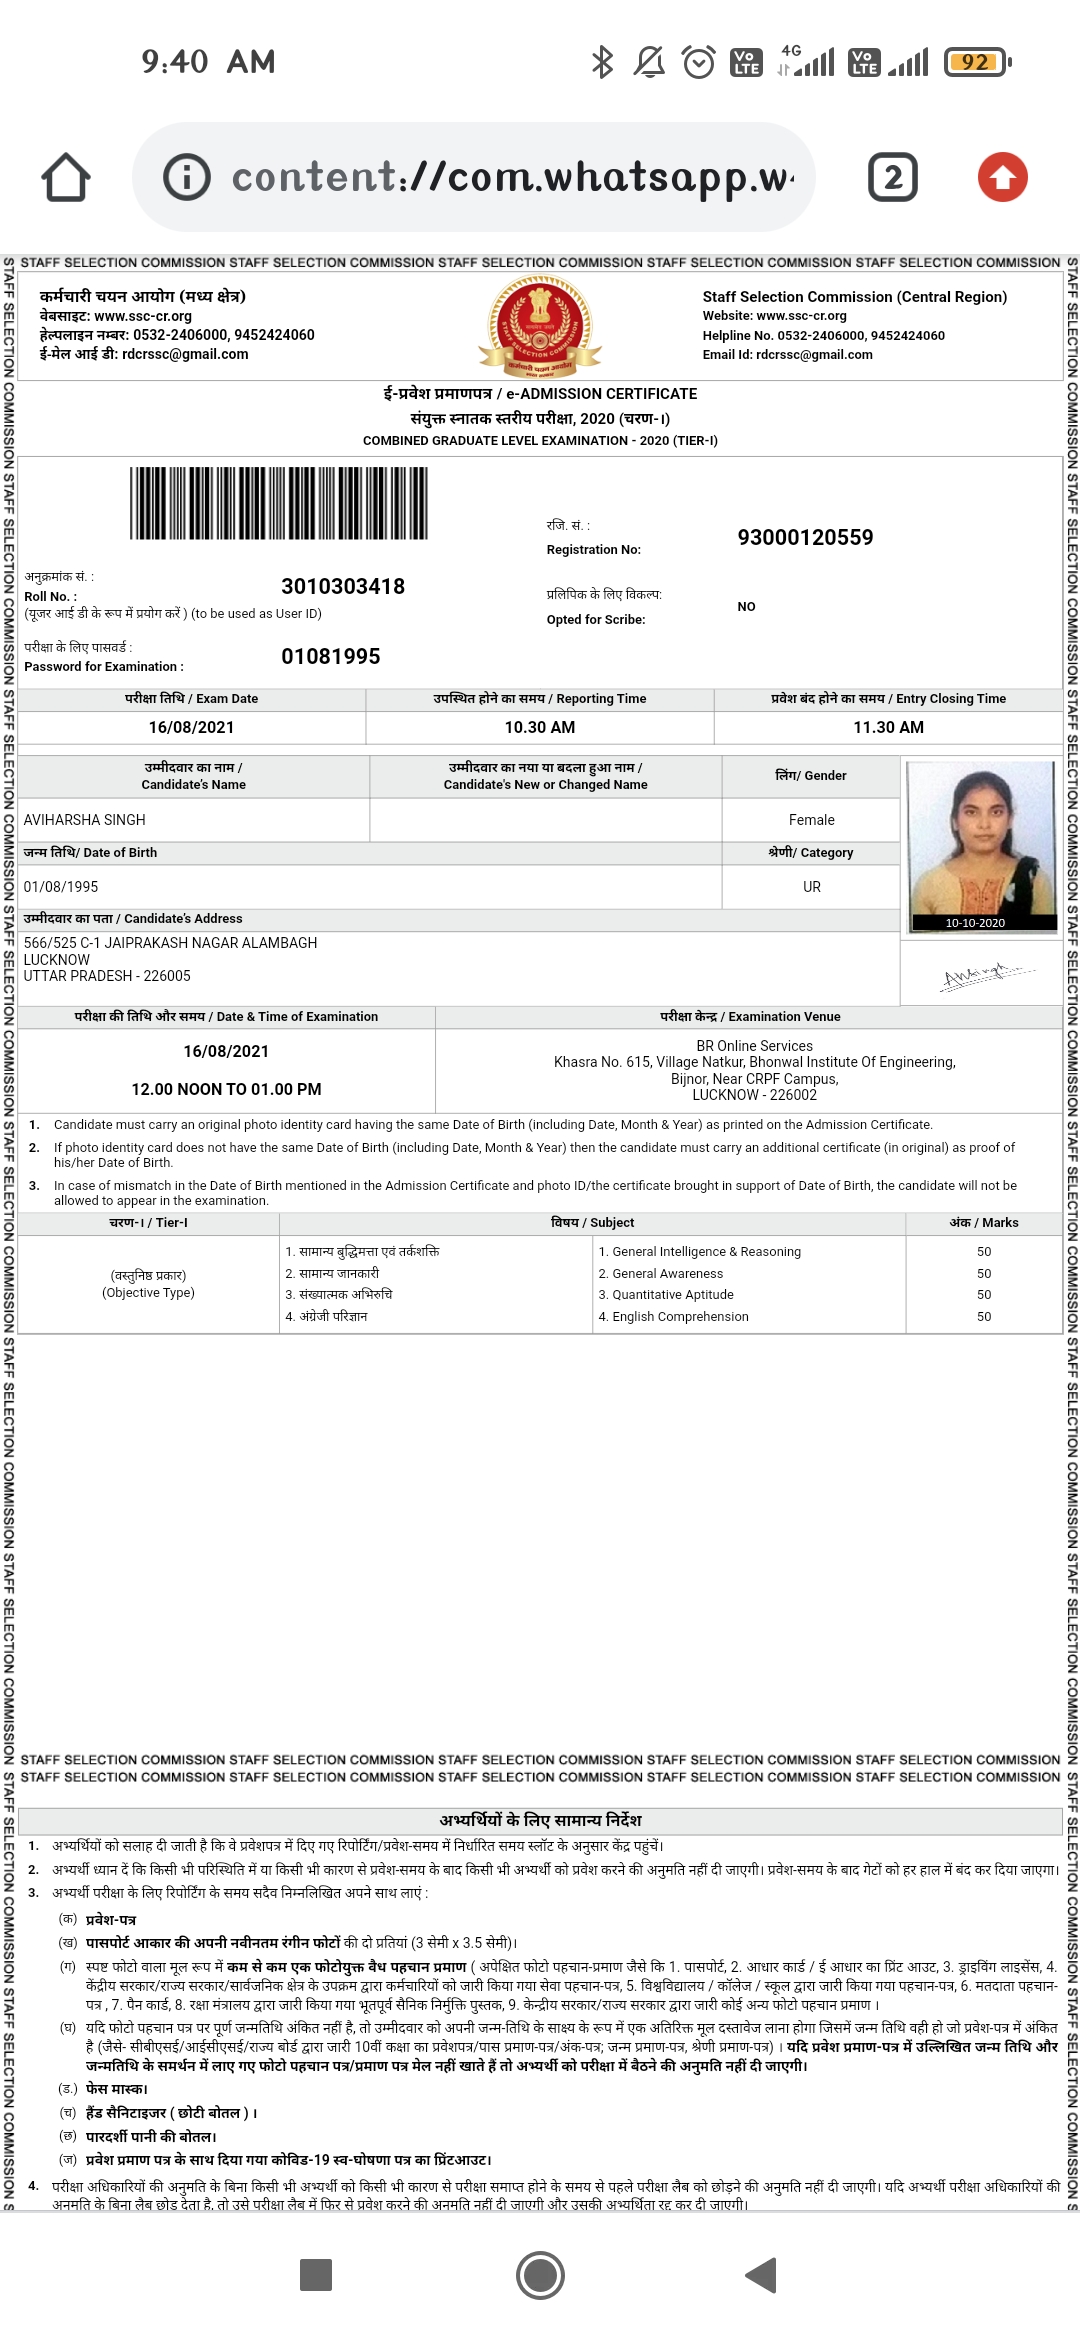 9:40 AM
4G
Vo LTE
Vo LTE
92
content://com.whatsapp.w
2
STAFF SELECTION COMMISSION STAFF SELECTION COMMISSION STAFF SELECTION COMMISSION STAFF SELECTION COMMISSION STAFF SELECTION COMMISSION
कर्मचारी चयन आयोग (मध्य क्षेत्र)
वेबसाइट: www.ssc-cr.org
हेल्पलाइन नम्बर: 0532-2406000, 9452424060
ई-मेल आई डी: rdcrssc@gmail.com
Staff Selection Commission (Central Region)
Website: www.ssc-cr.org
Helpline No. 0532-2406000, 9452424060
Email Id: rdcrssc@gmail.com
ई-प्रवेश प्रमाणपत्र / e-ADMISSION CERTIFICATE
संयुक्त स्नातक स्तरीय परीक्षा, 2020 (चरण-I)
COMBINED GRADUATE LEVEL EXAMINATION - 2020 (TIER-I)
रजि. सं. :
Registration No:
93000120559
अनुक्रमांक सं. :
Roll No. :
3010303418
(यूजर आई डी के रूप में प्रयोग करें ) (to be used as User ID)
प्रलिपिक के लिए विकल्प:
Opted for Scribe:
NO
परीक्षा के लिए पासवर्ड :
Password for Examination :
01081995
परीक्षा तिथि / Exam Date
उपस्थित होने का समय / Reporting Time
प्रवेश बंद होने का समय / Entry Closing Time
16/08/2021
10.30 AM
11.30 AM
उम्मीदवार का नाम /
Candidate's Name
उम्मीदवार का नया या बदला हुआ नाम /
Candidate's New or Changed Name
लिंग/ Gender
AVIHARSHA SINGH
Female
जन्म तिथि/ Date of Birth
श्रेणी/ Category
01/08/1995
UR
10-10-2020
उम्मीदवार का पता / Candidate's Address
566/525 C-1 JAIPRAKASH NAGAR ALAMBAGH
LUCKNOW
UTTAR PRADESH - 226005
परीक्षा की तिथि और समय / Date & Time of Examination
परीक्षा केन्द्र / Examination Venue
16/08/2021
12.00 NOON TO 01.00 PM
BR Online Services
Khasra No. 615, Village Natkur, Bhonwal Institute Of Engineering,
Bijnor, Near CRPF Campus,
LUCKNOW - 226002
1. Candidate must carry an original photo identity card having the same Date of Birth (including Date, Month & Year) as printed on the Admission Certificate.
2. If photo identity card does not have the same Date of Birth (including Date, Month & Year) then the candidate must carry an additional certificate (in original) as proof of
his/her Date of Birth.
3. In case of mismatch in the Date of Birth mentioned in the Admission Certificate and photo ID/the certificate brought in support of Date of Birth, the candidate will not be
allowed to appear in the examination.
चरण-I / Tier-I
विषय / Subject
अंक / Marks
(वस्तुनिष्ठ प्रकार)
(Objective Type)
1. सामान्य बुद्धिमत्ता एवं तर्कशक्ति
1. General Intelligence & Reasoning
50
2. सामान्य जानकारी
2. General Awareness
50
3. संख्यात्मक अभिरुचि
3. Quantitative Aptitude
50
4. अंग्रेजी परिज्ञान
4. English Comprehension
50
STAFF SELECTION COMMISSION STAFF SELECTION COMMISSION STAFF SELECTION COMMISSION STAFF SELECTION COMMISSION STAFF SELECTION COMMISSION
STAFF SELECTION COMMISSION STAFF SELECTION COMMISSION STAFF SELECTION COMMISSION STAFF SELECTION COMMISSION STAFF SELECTION COMMISSION
अभ्यर्थियों के लिए सामान्य निर्देश
1. अभ्यर्थियों को सलाह दी जाती है कि वे प्रवेशपत्र में दिए गए रिपोर्टिंग/प्रवेश-समय में निर्धारित समय स्लॉट के अनुसार केंद्र पहुंचें।
2. अभ्यर्थी ध्यान दें कि किसी भी परिस्थिति में या किसी भी कारण से प्रवेश-समय के बाद किसी भी अभ्यर्थी को प्रवेश करने की अनुमति नहीं दी जाएगी। प्रवेश-समय के बाद गेटों को हर हाल में बंद कर दिया जाएगा।
3. अभ्यर्थी परीक्षा के लिए रिपोर्टिंग के समय सदैव निम्नलिखित अपने साथ लाएं :
(क) प्रवेश-पत्र
(ख) पासपोर्ट आकार की अपनी नवीनतम रंगीन फोटों की दो प्रतियां (3 सेमी x 3.5 सेमी)।
(ग) स्पष्ट फोटो वाला मूल रूप में कम से कम एक फोटोयुक्त वैध पहचान प्रमाण ( अपेक्षित फोटो पहचान-प्रमाण जैसे कि 1. पासपोर्ट, 2. आधार कार्ड / ई आधार का प्रिंट आउट, 3. ड्राइविंग लाइसेंस, 4.
केंद्रीय सरकार/राज्य सरकार/सार्वजनिक क्षेत्र के उपक्रम द्वारा कर्मचारियों को जारी किया गया सेवा पहचान-पत्र, 5. विश्वविद्यालय / कॉलेज / स्कूल द्वारा जारी किया गया पहचान-पत्र, 6. मतदाता पहचान-
पत्र , 7. पैन कार्ड, 8. रक्षा मंत्रालय द्वारा जारी किया गया भूतपूर्व सैनिक निर्मुक्ति पुस्तक, 9. केन्द्रीय सरकार/राज्य सरकार द्वारा जारी कोई अन्य फोटो पहचान प्रमाण ।
(घ) यदि फोटो पहचान पत्र पर पूर्ण जन्मतिथि अंकित नहीं है, तो उम्मीदवार को अपनी जन्म-तिथि के साक्ष्य के रूप में एक अतिरिक्त मूल दस्तावेज लाना होगा जिसमें जन्म तिथि वही हो जो प्रवेश-पत्र में अंकित
है (जैसे- सीबीएसई/आईसीएसई/राज्य बोर्ड द्वारा जारी 10वीं कक्षा का प्रवेशपत्र/पास प्रमाण-पत्र/अंक-पत्र; जन्म प्रमाण-पत्र, श्रेणी प्रमाण-पत्र) । यदि प्रवेश प्रमाण-पत्र में उल्लिखित जन्म तिथि और
जन्मतिथि के समर्थन में लाए गए फोटो पहचान पत्र/प्रमाण पत्र मेल नहीं खाते हैं तो अभ्यर्थी को परीक्षा में बैठने की अनुमति नहीं दी जाएगी।
(ड.) फेस मास्क।
(च) हैंड सैनिटाइजर ( छोटी बोतल ) ।
(छ) पारदर्शी पानी की बोतल।
(ज) प्रवेश प्रमाण पत्र के साथ दिया गया कोविड-19 स्व-घोषणा पत्र का प्रिंटआउट।
4. परीक्षा अधिकारियों की अनुमति के बिना किसी भी अभ्यर्थी को किसी भी कारण से परीक्षा समाप्त होने के समय से पहले परीक्षा लैब को छोड़ने की अनुमति नहीं दी जाएगी। यदि अभ्यर्थी परीक्षा अधिकारियों की
अनुमति के बिना लैब छोड़ देता है, तो उसे परीक्षा लैब में फिर से प्रवेश करने की अनुमति नहीं दी जाएगी और उसकी अभ्यर्थिता रद्द कर दी जाएगी।